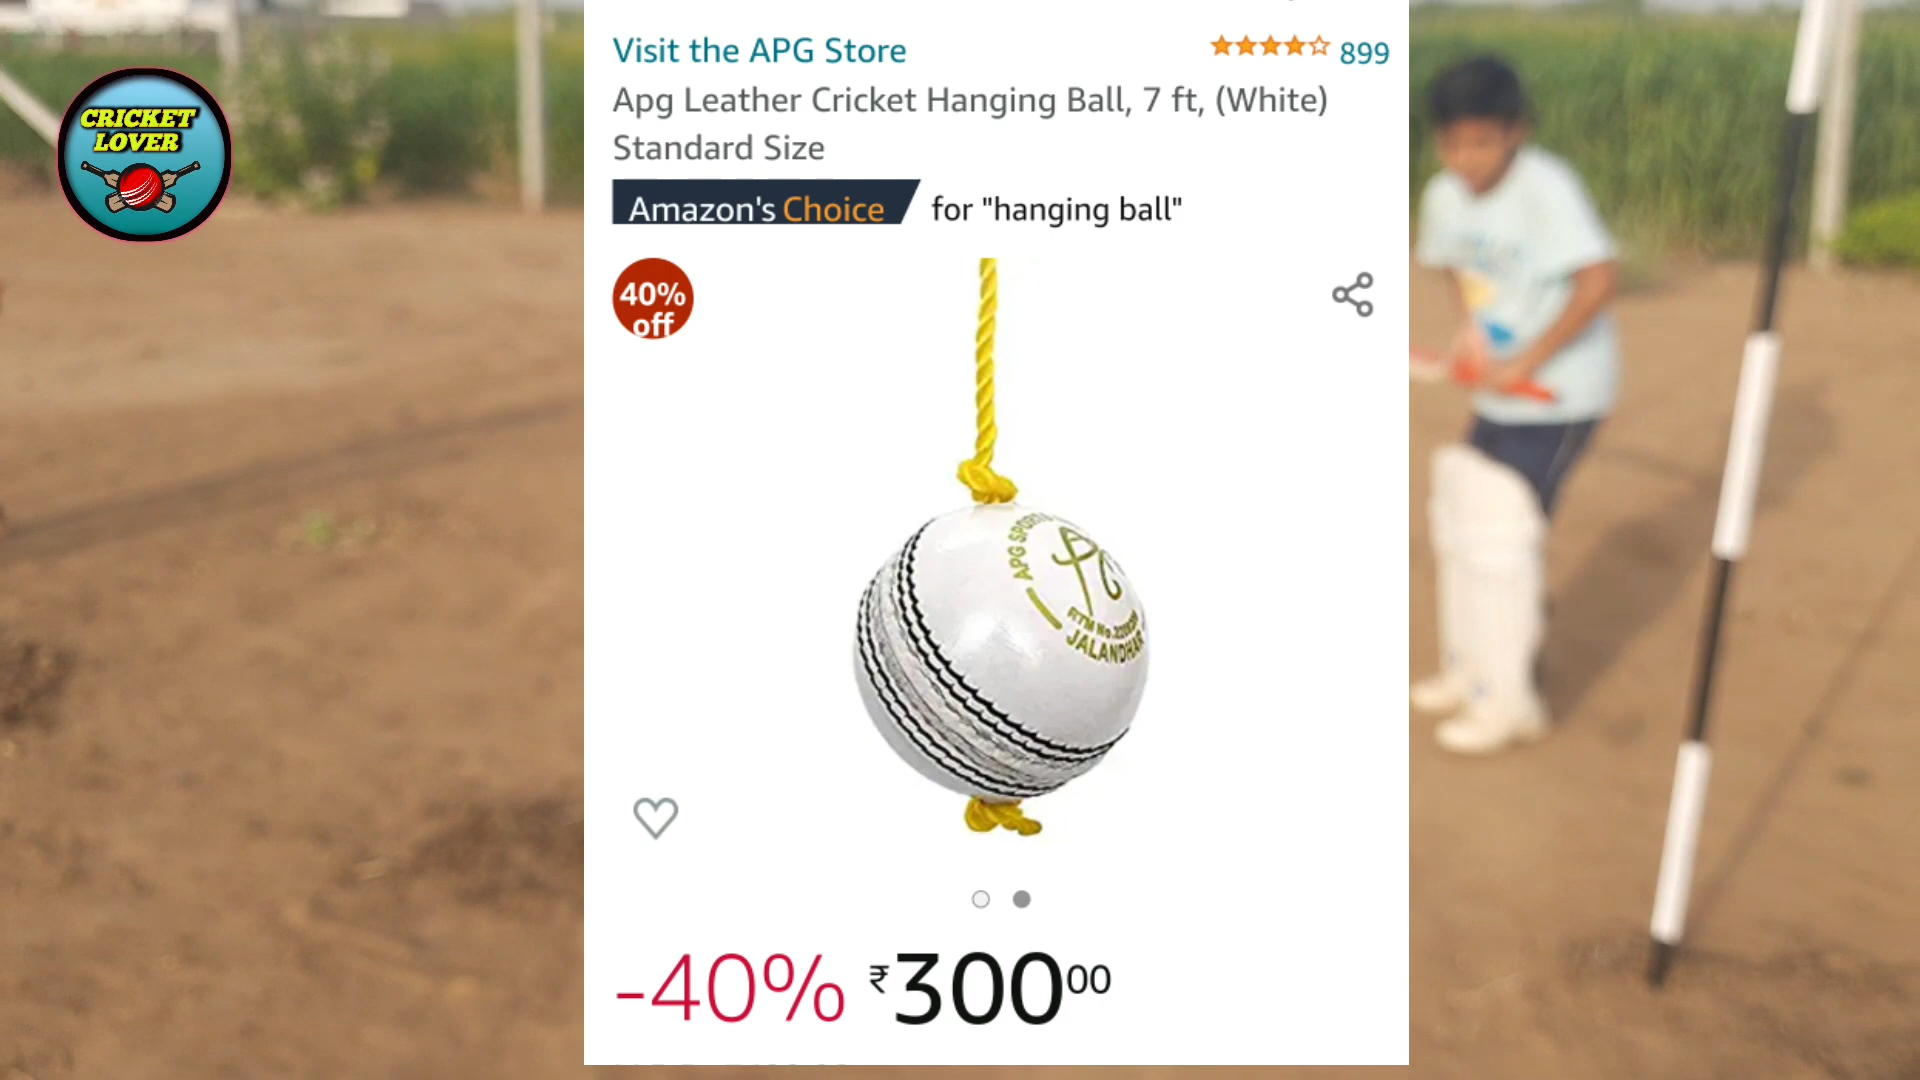 CRICKET
LOVER
Visit the APG Store
899
Apg Leather Cricket Hanging Ball, 7 ft, (White)
Standard Size
Amazon's Choice for "hanging ball"
40%
off
APG SPORTS
JALANDHAR
-40% ₹30000